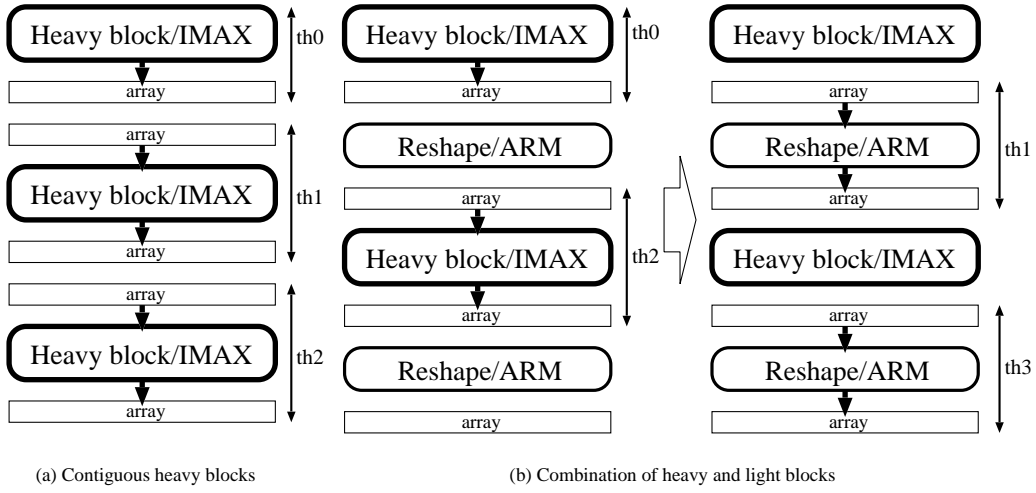 Heavy block/IMAX
th0
array
array
Heavy block/IMAX
th1
array
array
Heavy block/IMAX
th2
array
(a) Contiguous heavy blocks
Heavy block/IMAX
th0
array
Reshape/ARM
array
Heavy block/IMAX
th2
array
Reshape/ARM
array
Heavy block/IMAX
array
Reshape/ARM
th1
array
Heavy block/IMAX
array
Reshape/ARM
th3
array
(b) Combination of heavy and light blocks